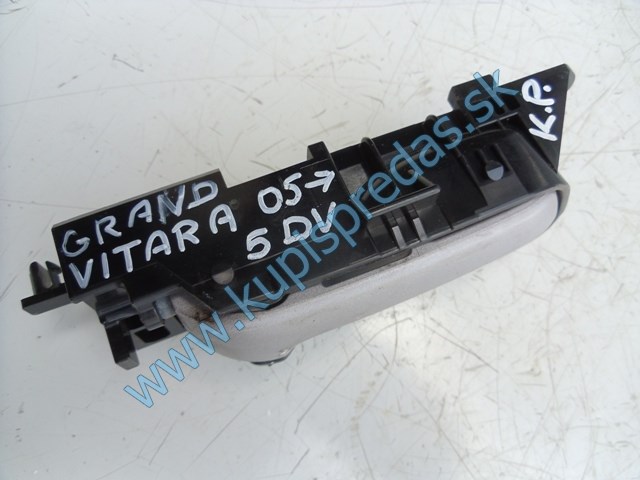 GRAND
VITARA 05→
5 DV
K.P.
www.kupispredas.sk